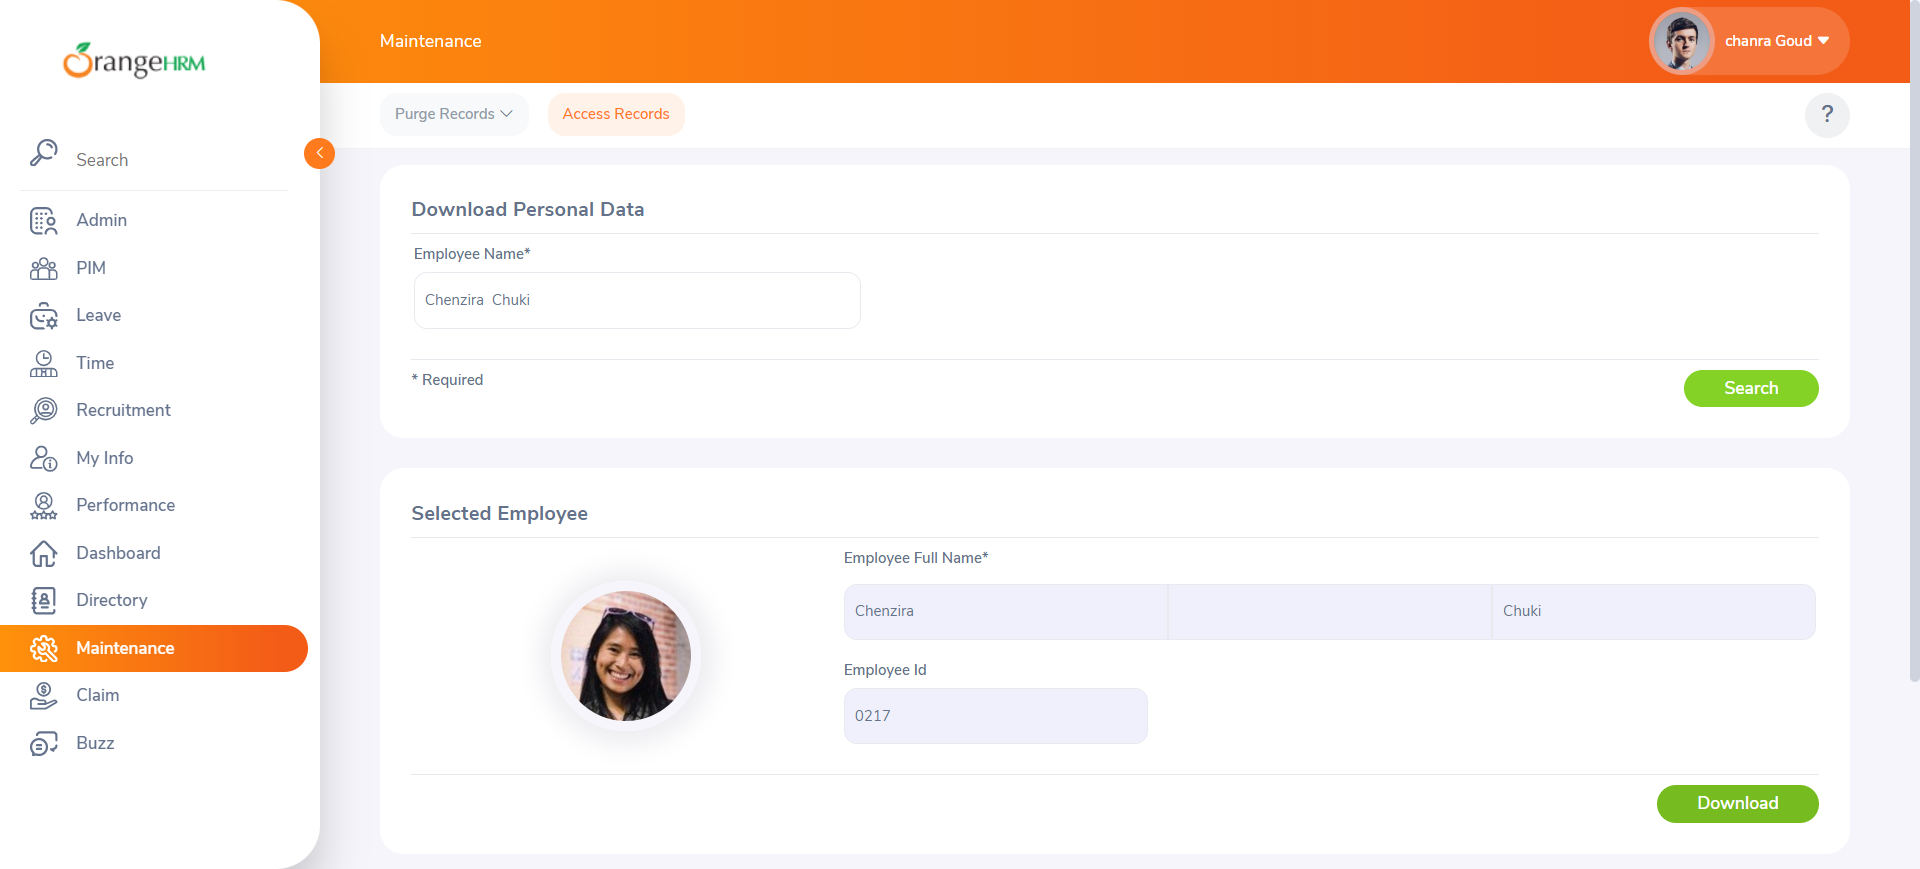 OrangeHRM
Search
Admin
PIM
Leave
Time
Recruitment
My Info
Performance
Dashboard
Directory
Maintenance
Claim
Buzz
Maintenance
chanra Goud
Purge Records
Access Records
?
Download Personal Data
Employee Name*
Chenzira  Chuki
* Required
Search
Selected Employee
Employee Full Name*
Chenzira Chuki
Employee Id
0217
Download